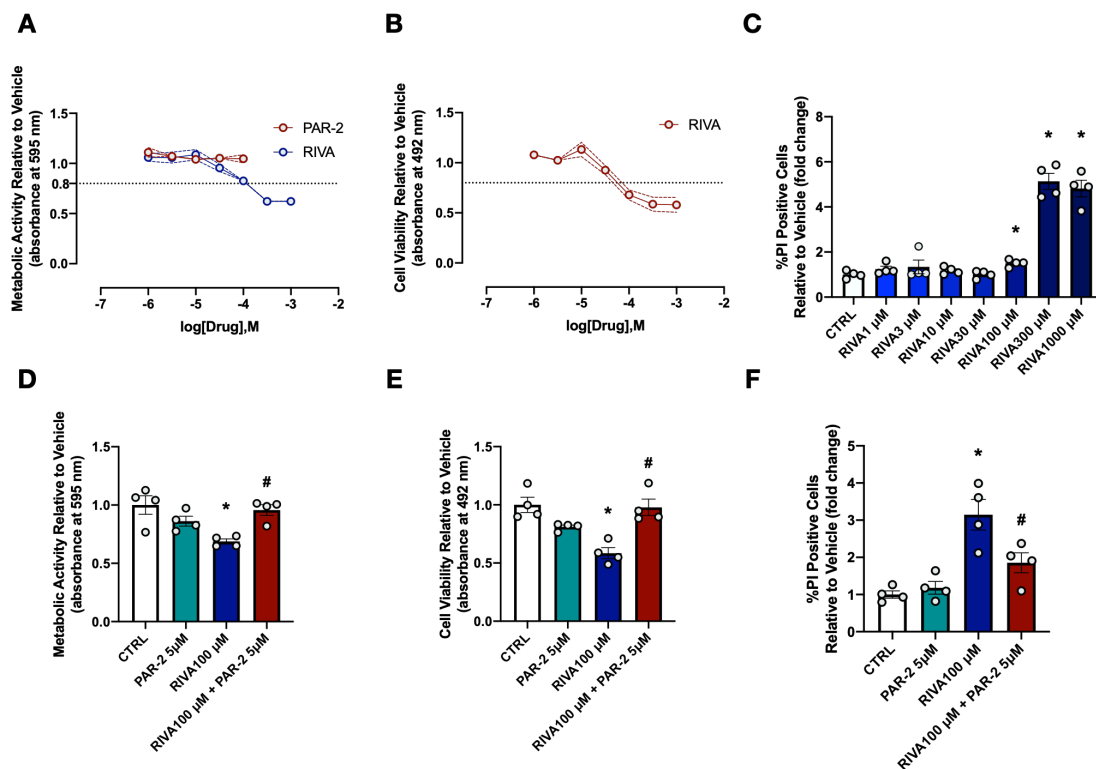 A
Metabolic Activity Relative to Vehicle
(absorbance at 595 nm)
1.5
1.0
0.8
0.5
0.0
PAR-2
RIVA
-7
-6
-5
-4
-3
-2
log[Drug],M
B
Cell Viability Relative to Vehicle
(absorbance at 492 nm)
1.5
1.0
0.5
0.0
RIVA
-7
-6
-5
-4
-3
-2
log[Drug],M
C
%PI Positive Cells
Relative to Vehicle (fold change)
8
6
4
2
0
*
*
*
CTRL
RIVA1 µM
RIVA3 µM
RIVA10 µM
RIVA30 µM
RIVA100 µM
RIVA300 µM
RIVA1000 µM
D
Metabolic Activity Relative to Vehicle
(absorbance at 595 nm)
1.5
1.0
0.5
0.0
*
#
CTRL
PAR-2 5µM
RIVA100 µM
RIVA100 µM + PAR-2 5µM
E
Cell Viability Relative to Vehicle
(absorbance at 492 nm)
1.5
1.0
0.5
0.0
*
#
CTRL
PAR-2 5µM
RIVA100 µM
RIVA100 µM + PAR-2 5µM
F
%PI Positive Cells
Relative to Vehicle (fold change)
5
4
3
2
1
0
*
#
CTRL
PAR-2 5µM
RIVA100 µM
RIVA100 µM + PAR-2 5µM